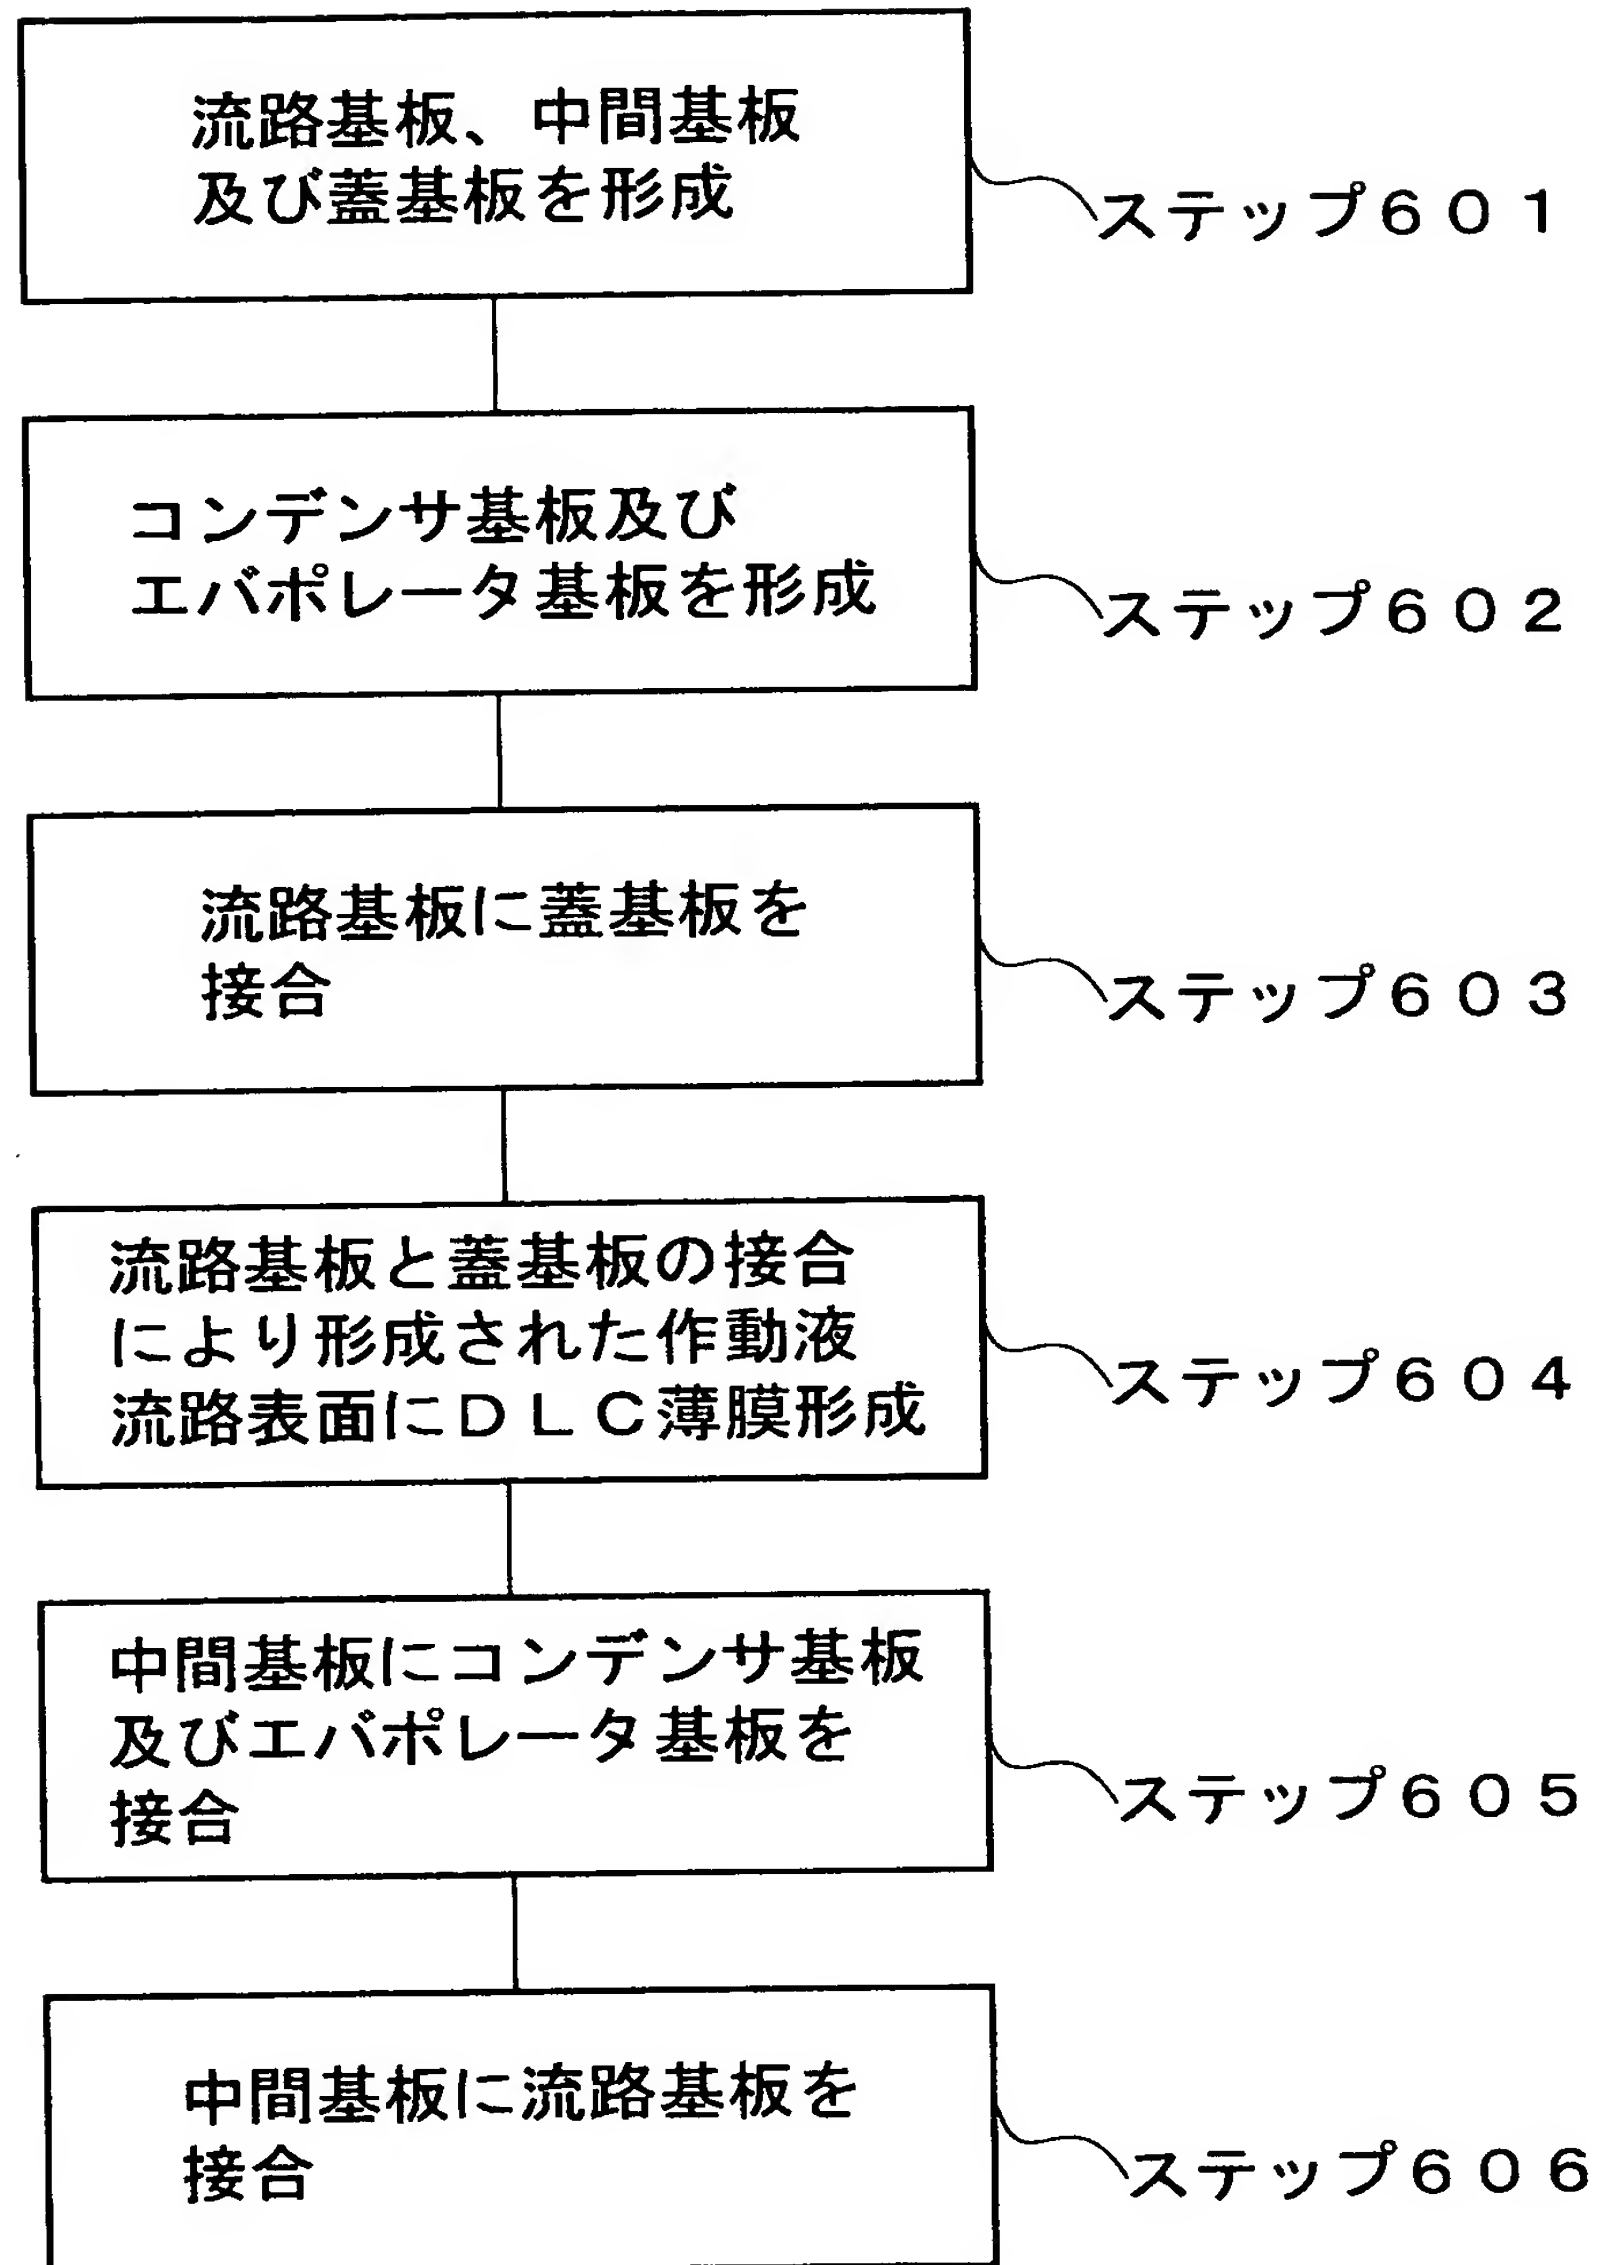 流路基板、中間基板
及び蓋基板を形成
ステップ６０１
コンデンサ基板及び
エバポレータ基板を形成
ステップ６０２
流路基板に蓋基板を
接合
ステップ６０３
流路基板と蓋基板の接合
により形成された作動液
流路表面にＤＬＣ薄膜形成
ステップ６０４
中間基板にコンデンサ基板
及びエバポレータ基板を
接合
ステップ６０５
中間基板に流路基板を
接合
ステップ６０６